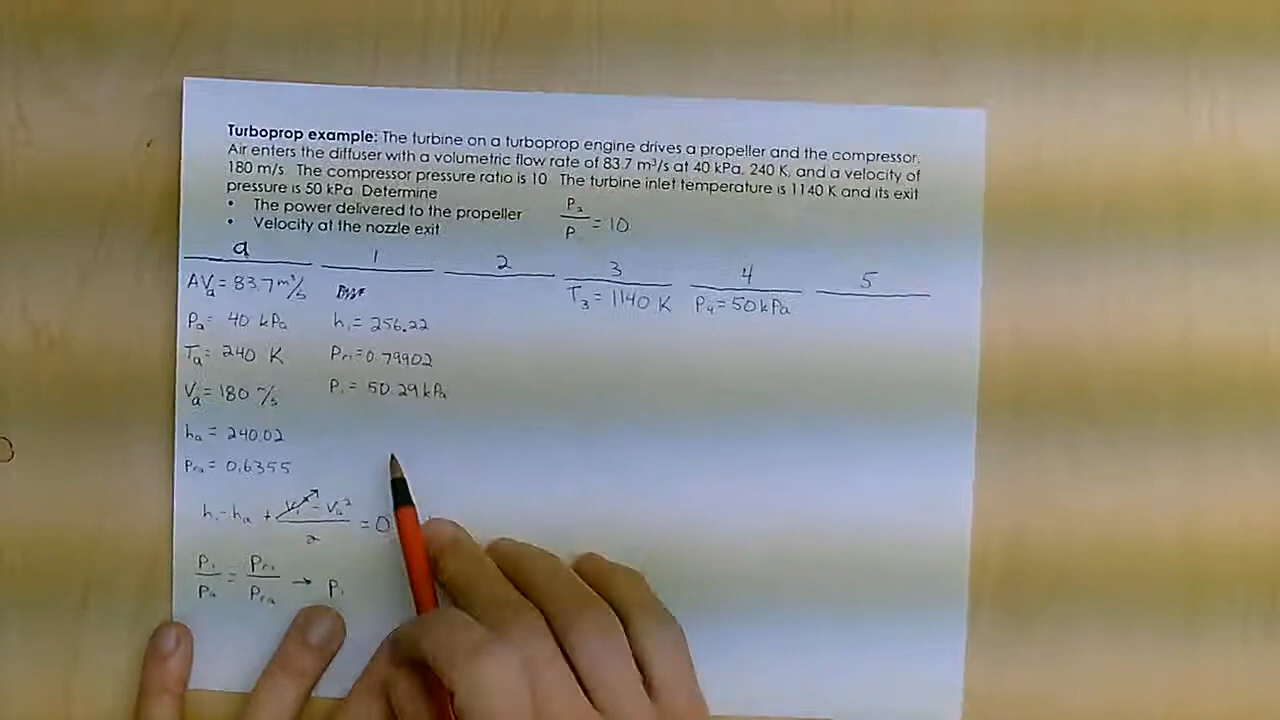 Turboprop example: The turbine on a turboprop engine drives a propeller and the compressor.
Air enters the diffuser with a volumetric flow rate of 83.7 m³/s at 40 kPa, 240 K, and a velocity of
180 m/s The compressor pressure ratio is 10 The turbine inlet temperature is 1140 K and its exit
pressure is 50 kPa Determine
• The power delivered to the propeller
• Velocity at the nozzle exit
P₂/P = 10
a 1 2 3 4 5
AVₐ = 83.7 m³/s
T₃ = 1140 K
P₄ = 50 kPa
Pₐ = 40 kPa
h₁ = 256.22
Tₐ = 240 K
Pr₁ = 0.79902
Vₐ = 180 m/s
P₁ = 50.29 kPa
hₐ = 240.02
Prₐ = 0.6355
h₁ - hₐ + (V₁² - Vₐ²)/2 = 0
P₁/Pₐ = Pr₁/Prₐ → P₁